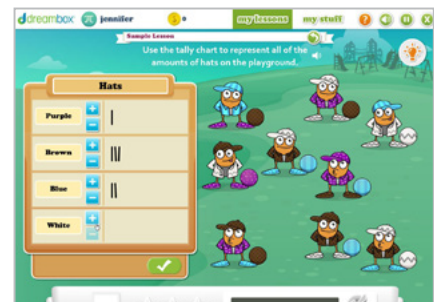 dreambox jennifer 0 my lessons my stuff
Sample Lesson
Use the tally chart to represent all of the
amounts of hats on the playground.
Hats
Purple
Brown
Blue
White